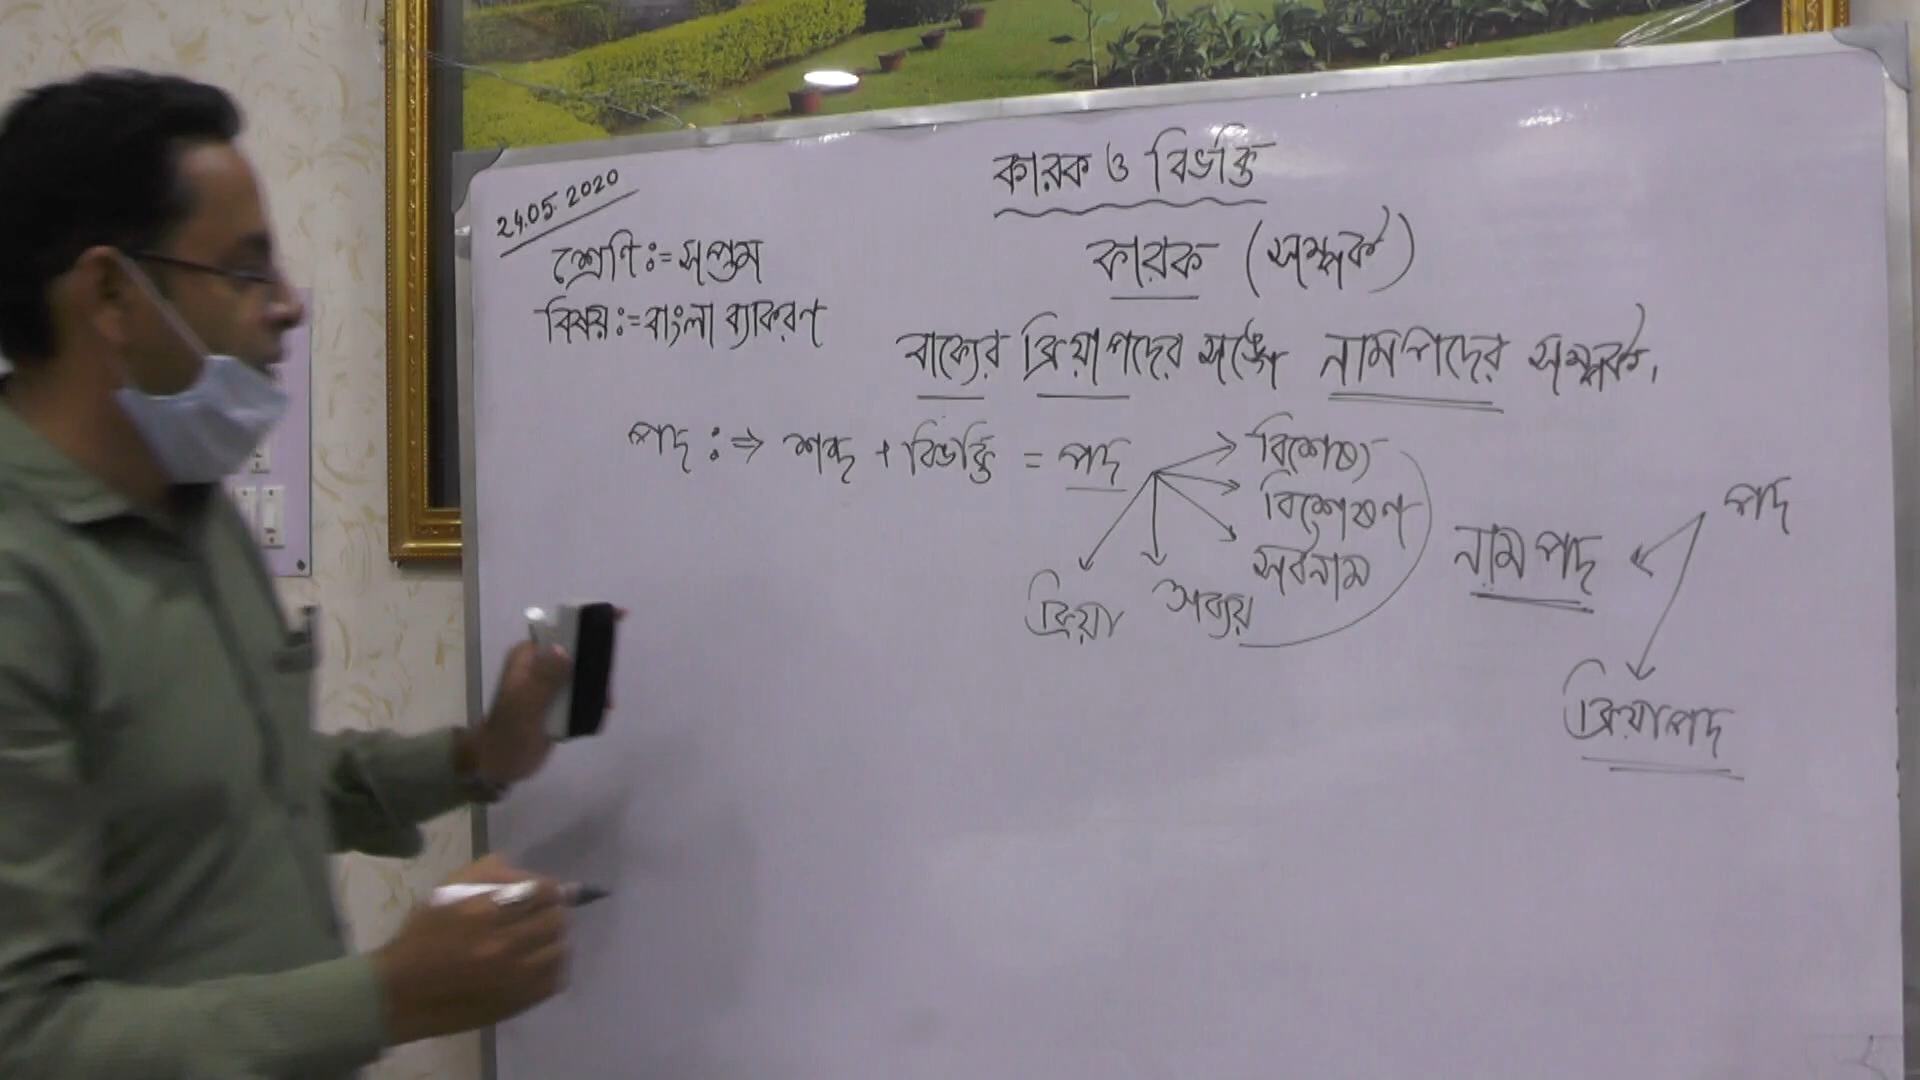 24.05.2020
কারক ও বিভক্তি
শ্রেণি :- সপ্তম
বিষয় :- বাংলা ব্যাকরণ
কারক (সম্পর্ক)
বাক্যের ক্রিয়াপদের সঙ্গে নামপদের সম্পর্ক।
পদ :⇒ শব্দ + বিভক্তি = পদ
বিশেষ্য
বিশেষণ
সর্বনাম
অব্যয়
ক্রিয়া
পদ
নামপদ
ক্রিয়াপদ